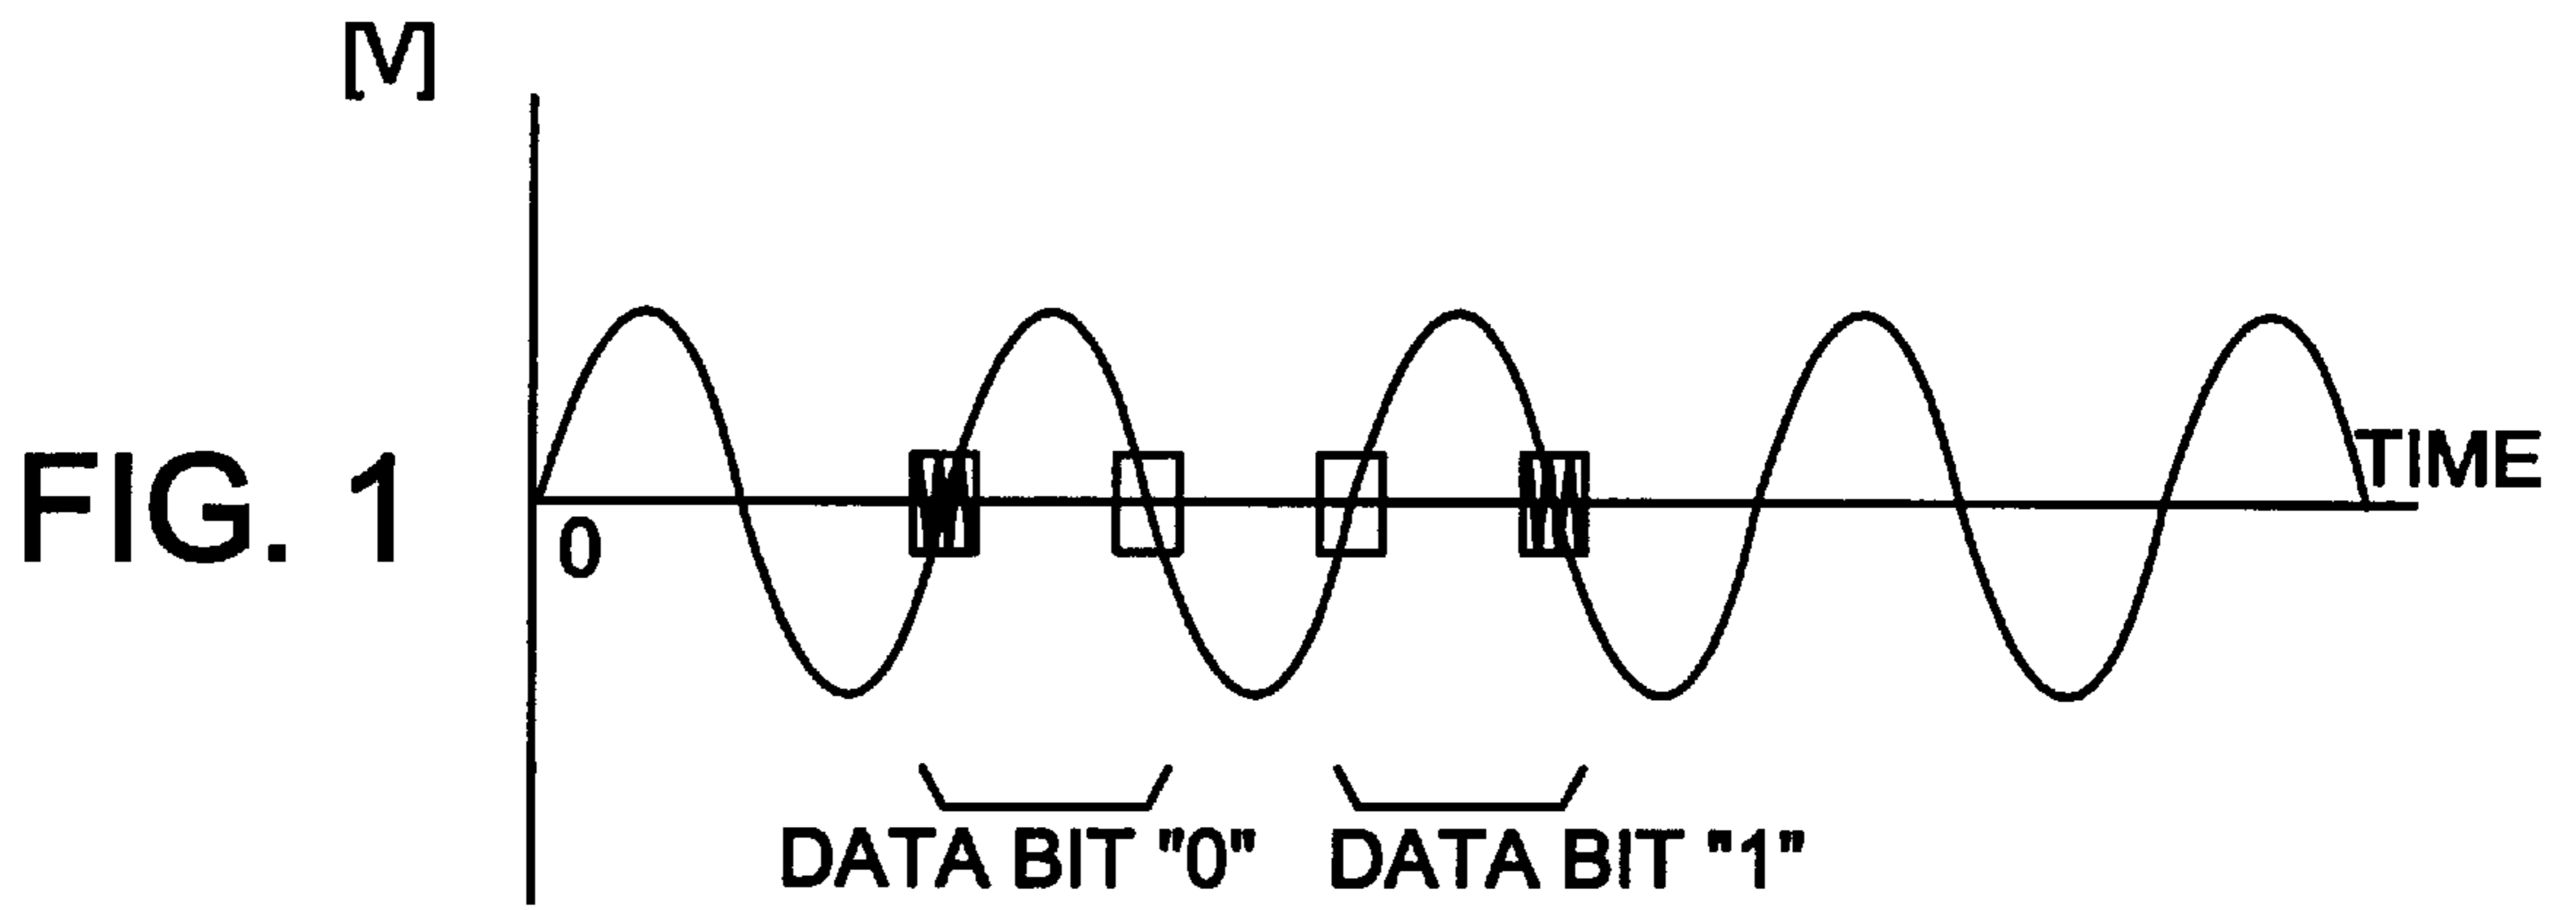 [V]
FIG. 1
0
TIME
DATA BIT "0"
DATA BIT "1"